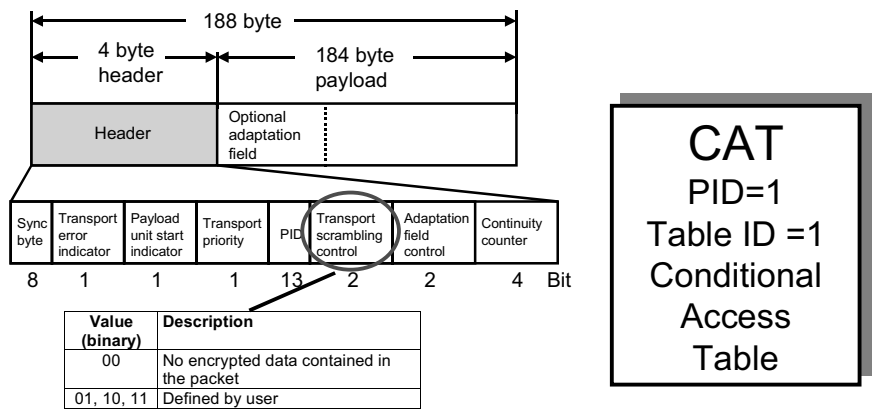 188 byte
4 byte
header
184 byte
payload
Header
Optional
adaptation
field
Sync
byte
Transport
error
indicator
Payload
unit start
indicator
Transport
priority
PID
Transport
scrambling
control
Adaptation
field
control
Continuity
counter
8 1 1 1 13 2 2 4 Bit
Value
(binary)
Description
00
No encrypted data contained in
the packet
01, 10, 11
Defined by user
CAT
PID=1
Table ID =1
Conditional
Access
Table